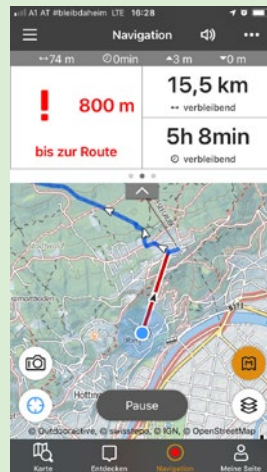 A1 AT #bleibdaheim LTE 16:28
Navigation
↔74 m 0min 3 m 0 m
! 800 m
bis zur Route
15,5 km
↔ verbleibend
5h 8min
verbleibend
Hötting
Pause
© Outdooractive, © swisstopo, © IGN, © OpenStreetMap
Karte Entdecken Navigation Meine Seite